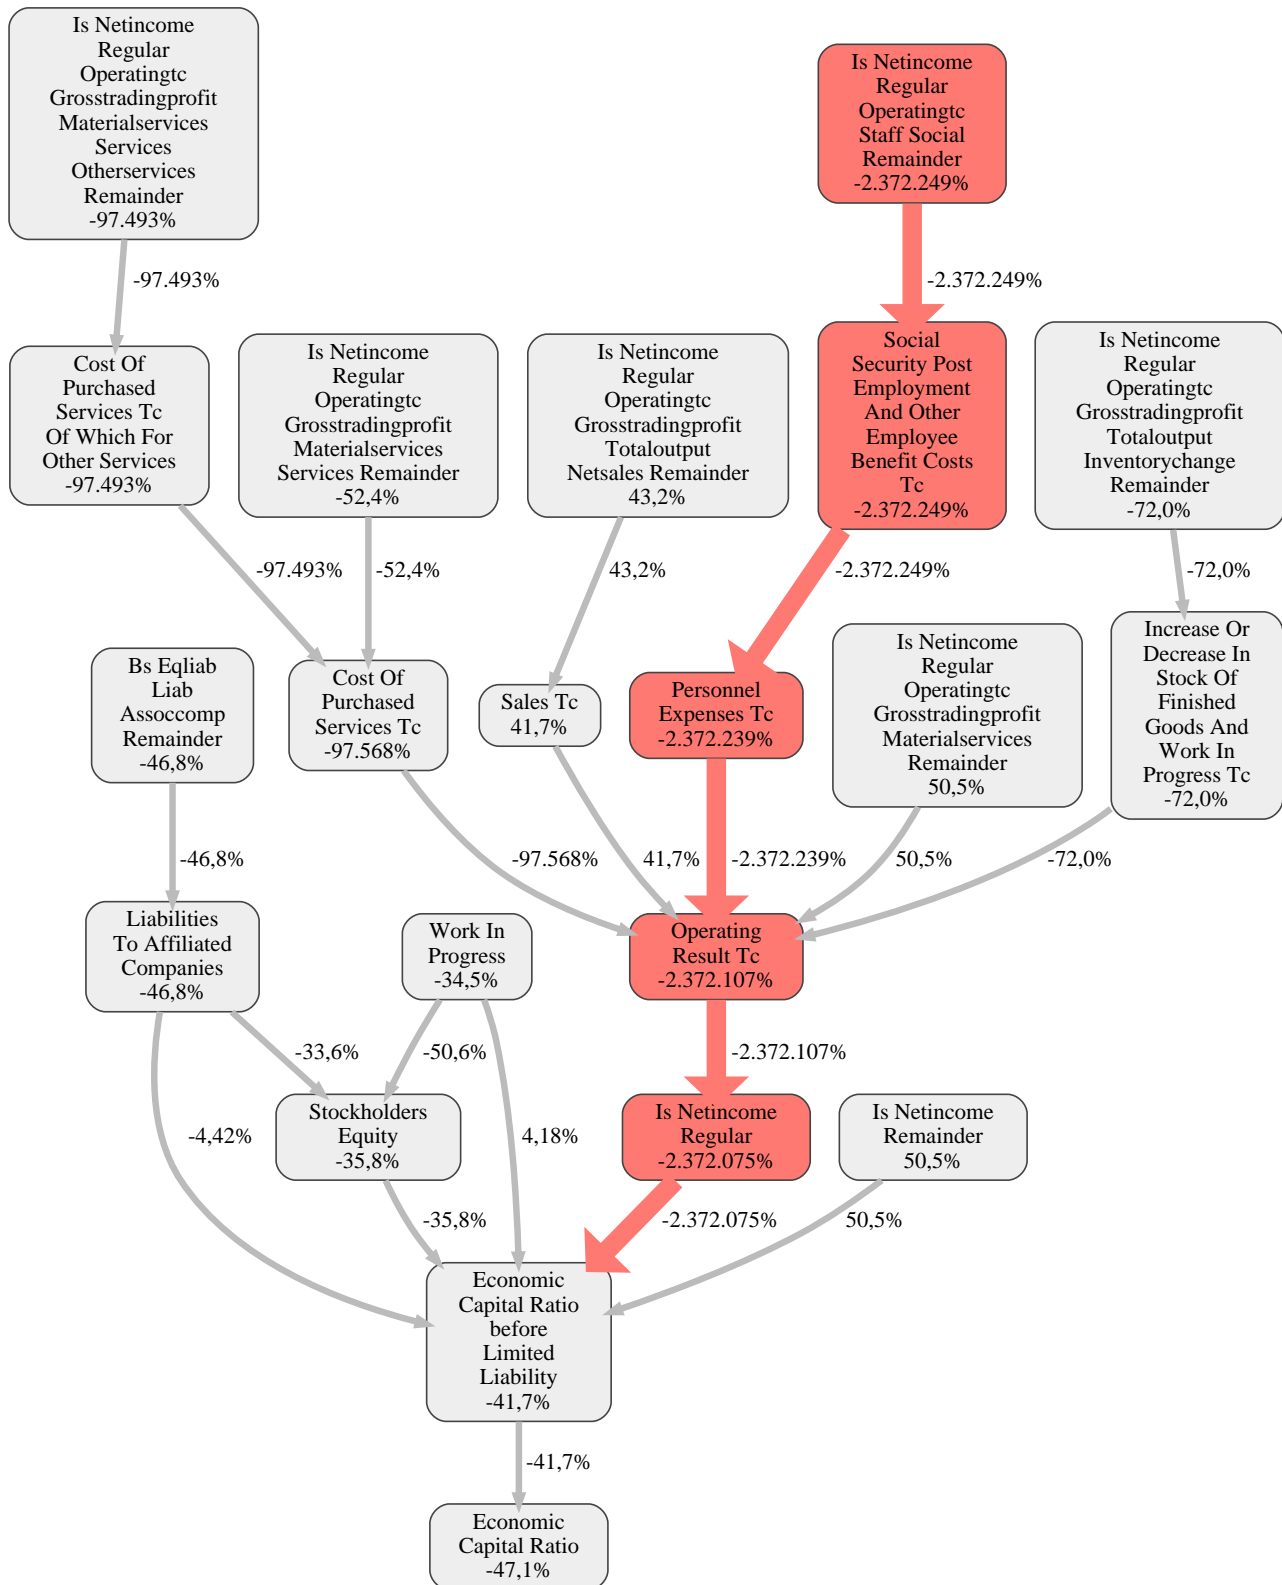 Is Netincome
Regular
Operatingtc
Grosstradingprofit
Materialservices
Services
Otherservices
Remainder
-97.493%
Is Netincome
Regular
Operatingtc
Staff Social
Remainder
-2.372.249%
-97.493%
-2.372.249%
Cost Of
Purchased
Services Tc
Of Which For
Other Services
-97.493%
Is Netincome
Regular
Operatingtc
Grosstradingprofit
Materialservices
Services Remainder
-52,4%
Is Netincome
Regular
Operatingtc
Grosstradingprofit
Totaloutput
Netsales Remainder
43,2%
Social
Security Post
Employment
And Other
Employee
Benefit Costs
Tc
-2.372.249%
Is Netincome
Regular
Operatingtc
Grosstradingprofit
Totaloutput
Inventorychange
Remainder
-72,0%
-97.493%
-52,4%
43,2%
-2.372.249%
-72,0%
Bs Eqliab
Liab
Assoccomp
Remainder
-46,8%
Cost Of
Purchased
Services Tc
-97.568%
Sales Tc
41,7%
Personnel
Expenses Tc
-2.372.239%
Is Netincome
Regular
Operatingtc
Grosstradingprofit
Materialservices
Remainder
50,5%
Increase Or
Decrease In
Stock Of
Finished
Goods And
Work In
Progress Tc
-72,0%
-46,8%
-97.568%
41,7%
-2.372.239%
50,5%
-72,0%
Liabilities
To Affiliated
Companies
-46,8%
Work In
Progress
-34,5%
Operating
Result Tc
-2.372.107%
-33,6%
-50,6%
-2.372.107%
-4,42%
Stockholders
Equity
-35,8%
4,18%
Is Netincome
Regular
-2.372.075%
Is Netincome
Remainder
50,5%
-35,8%
-2.372.075%
50,5%
Economic
Capital Ratio
before
Limited
Liability
-41,7%
-41,7%
Economic
Capital Ratio
-47,1%